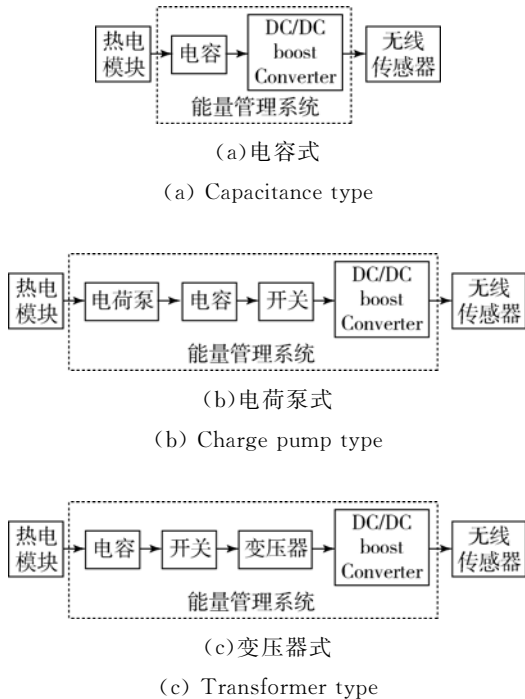 热电
模块
电容
DC/DC
boost
Converter
无线
传感器
能量管理系统
(a)电容式
(a) Capacitance type
热电
模块
电荷泵
电容
开关
DC/DC
boost
Converter
无线
传感器
能量管理系统
(b)电荷泵式
(b) Charge pump type
热电
模块
电容
开关
变压器
DC/DC
boost
Converter
无线
传感器
能量管理系统
(c)变压器式
(c) Transformer type